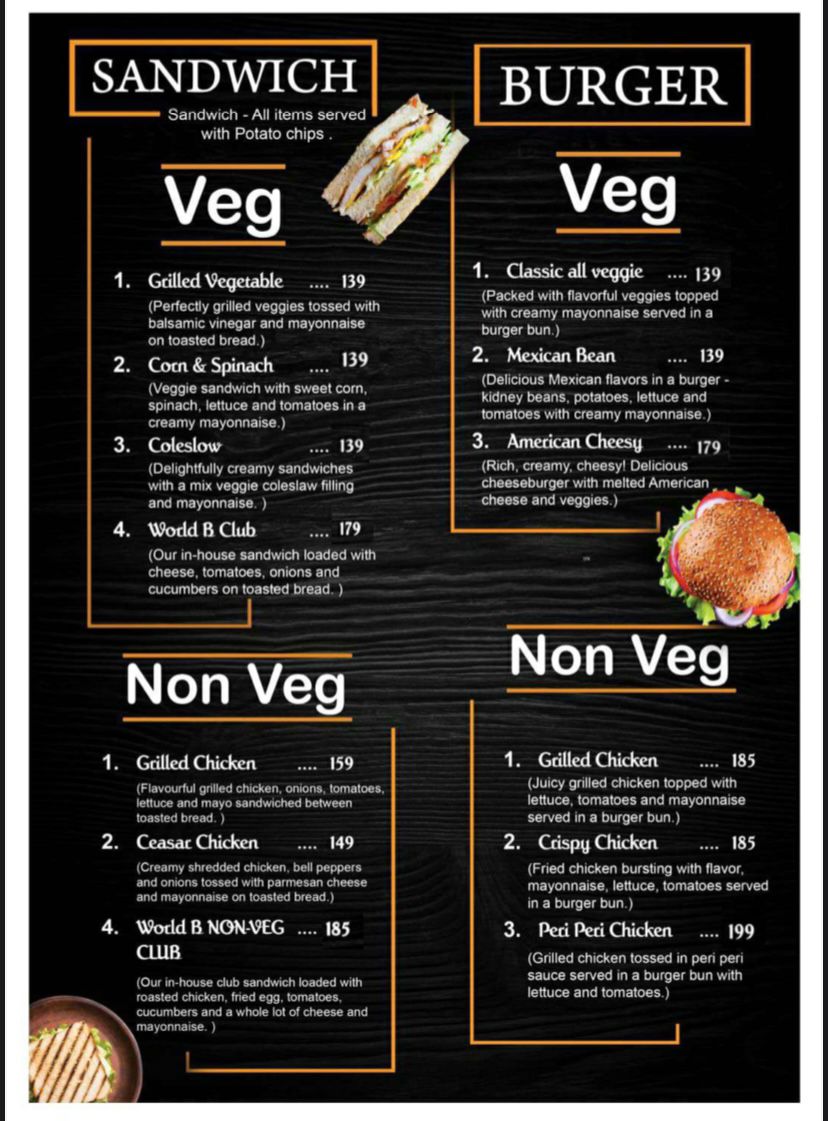 SANDWICH
Sandwich - All items served
with Potato chips .
Veg
1. Grilled Vegetable .... 139
(Perfectly grilled veggies tossed with
balsamic vinegar and mayonnaise
on toasted bread.)
2. Corn & Spinach .... 139
(Veggie sandwich with sweet corn,
spinach, lettuce and tomatoes in a
creamy mayonnaise.)
3. Coleslow .... 139
(Delightfully creamy sandwiches
with a mix veggie coleslaw filling
and mayonnaise. )
4. World B Club .... 179
(Our in-house sandwich loaded with
cheese, tomatoes, onions and
cucumbers on toasted bread. )
Non Veg
1. Grilled Chicken .... 159
(Flavourful grilled chicken, onions, tomatoes,
lettuce and mayo sandwiched between
toasted bread. )
2. Ceasar Chicken .... 149
(Creamy shredded chicken, bell peppers
and onions tossed with parmesan cheese
and mayonnaise on toasted bread.)
4. World B NON-VEG .... 185
CLUB
(Our in-house club sandwich loaded with
roasted chicken, fried egg, tomatoes,
cucumbers and a whole lot of cheese and
mayonnaise. )
BURGER
Veg
1. Classic all veggie .... 139
(Packed with flavorful veggies topped
with creamy mayonnaise served in a
burger bun.)
2. Mexican Bean .... 139
(Delicious Mexican flavors in a burger -
kidney beans, potatoes, lettuce and
tomatoes with creamy mayonnaise.)
3. American Cheesy .... 179
(Rich, creamy, cheesy! Delicious
cheeseburger with melted American
cheese and veggies.)
Non Veg
1. Grilled Chicken .... 185
(Juicy grilled chicken topped with
lettuce, tomatoes and mayonnaise
served in a burger bun.)
2. Crispy Chicken .... 185
(Fried chicken bursting with flavor,
mayonnaise, lettuce, tomatoes served
in a burger bun.)
3. Peri Peri Chicken .... 199
(Grilled chicken tossed in peri peri
sauce served in a burger bun with
lettuce and tomatoes.)